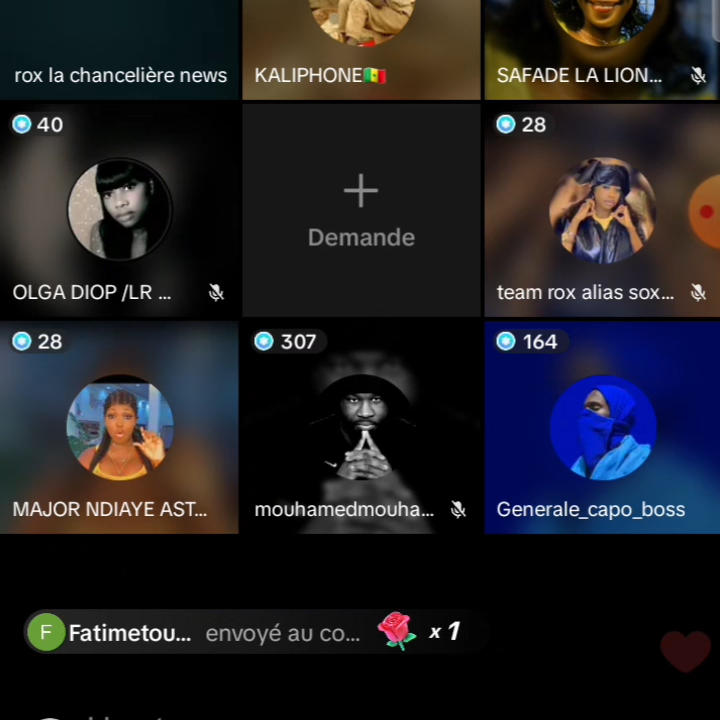 rox la chancelière news
KALIPHONE🇸🇳
SAFADE LA LION...
40
28
Demande
OLGA DIOP /LR ...
team rox alias sox...
28
307
164
MAJOR NDIAYE AST...
mouhamedmouha...
Generale_capo_boss
F Fatimetou... envoyé au co... x 1